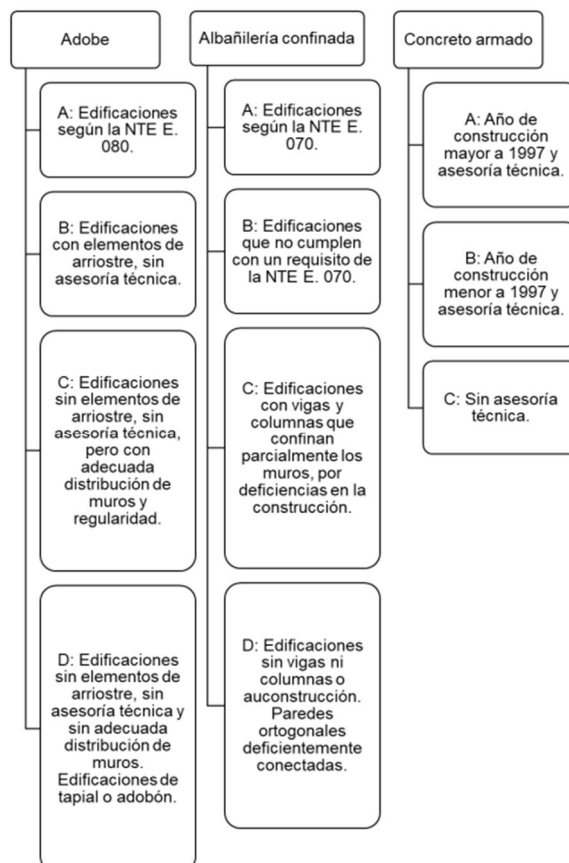 Adobe
A: Edificaciones
según la NTE E.
080.
B: Edificaciones
con elementos de
arriostre, sin
asesoría técnica.
C: Edificaciones
sin elementos de
arriostre, sin
asesoría técnica,
pero con
adecuada
distribución de
muros y
regularidad.
D: Edificaciones
sin elementos de
arriostre, sin
asesoría técnica y
sin adecuada
distribución de
muros.
Edificaciones de
tapial o adobón.
Albañilería confinada
A: Edificaciones
según la NTE E.
070.
B: Edificaciones
que no cumplen
con un requisito de
la NTE E. 070.
C: Edificaciones
con vigas y
columnas que
confinan
parcialmente los
muros, por
deficiencias en la
construcción.
D: Edificaciones
sin vigas ni
columnas o
auconstrucción.
Paredes
ortogonales
deficientemente
conectadas.
Concreto armado
A: Año de
construcción
mayor a 1997 y
asesoría técnica.
B: Año de
construcción
menor a 1997 y
asesoría técnica.
C: Sin asesoría
técnica.